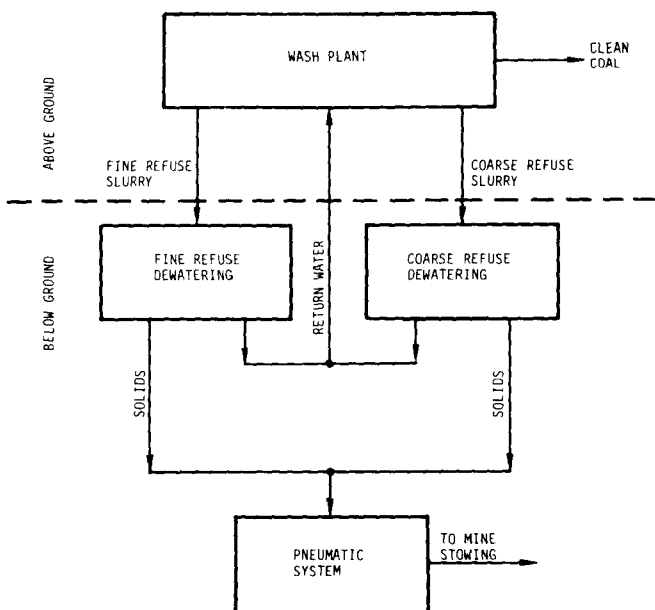 WASH PLANT
CLEAN
COAL
ABOVE GROUND
FINE REFUSE
SLURRY
COARSE REFUSE
SLURRY
BELOW GROUND
FINE REFUSE
DEWATERING
RETURN WATER
COARSE REFUSE
DEWATERING
SOLIDS
SOLIDS
PNEUMATIC
SYSTEM
TO MINE
STOWING